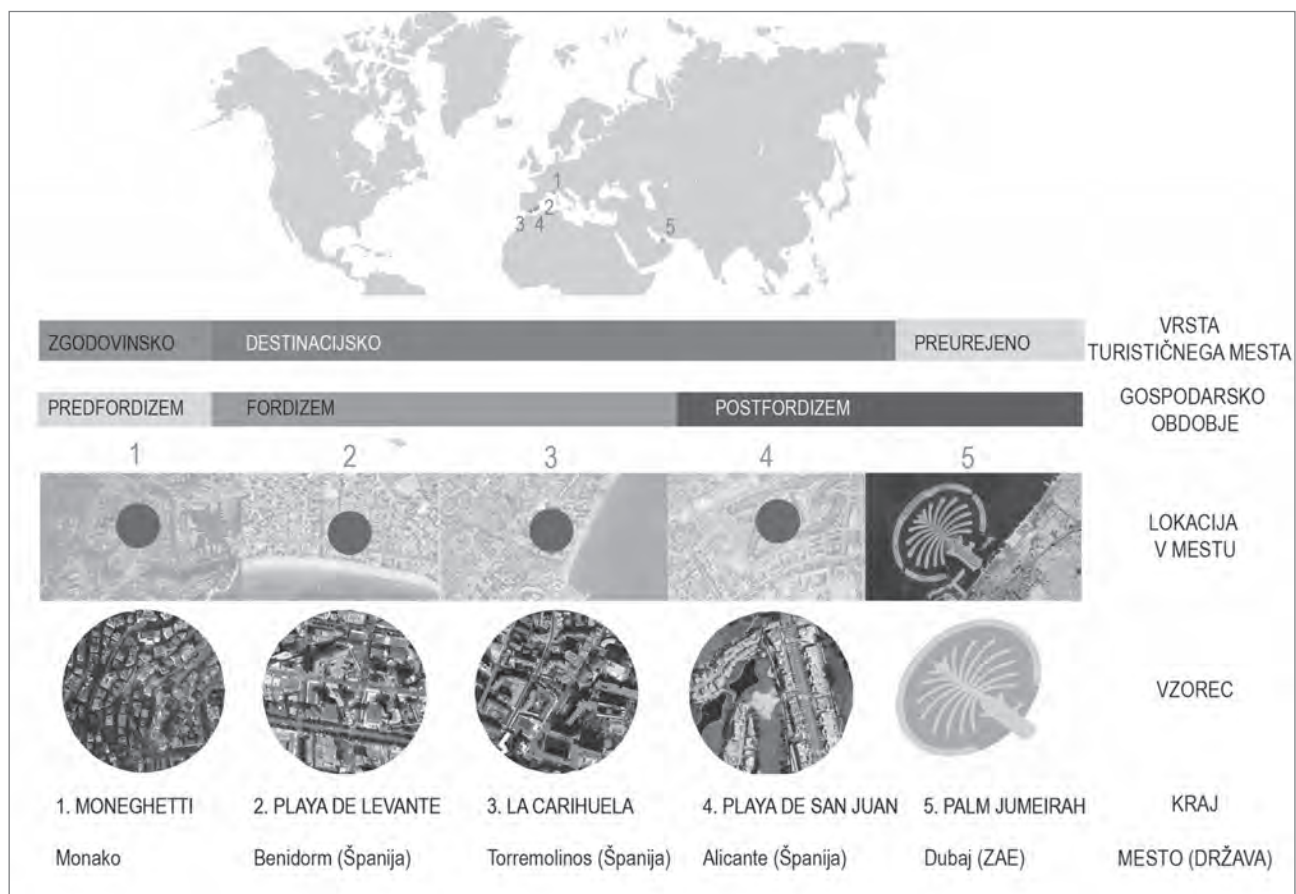 1
2
3 4
5
ZGODOVINSKO DESTINACIJSKO PREUREJENO VRSTA
TURISTIČNEGA MESTA
PREDFORDIZEM FORDIZEM POSTFORDIZEM GOSPODARSKO
OBDOBJE
1 2 3 4 5
LOKACIJA
V MESTU
VZOREC
1. MONEGHETTI 2. PLAYA DE LEVANTE 3. LA CARIHUELA 4. PLAYA DE SAN JUAN 5. PALM JUMEIRAH KRAJ
Monako Benidorm (Španija) Torremolinos (Španija) Alicante (Španija) Dubaj (ZAE) MESTO (DRŽAVA)